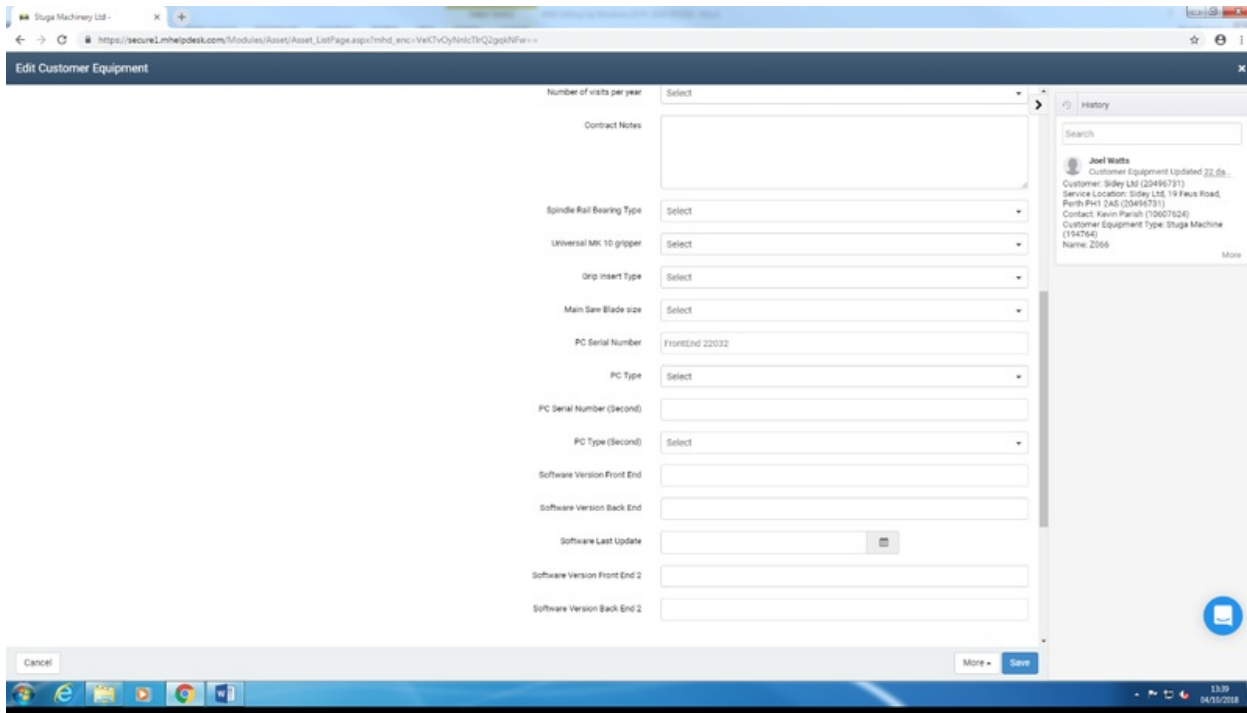 Stuga Machinery Ltd -
https://secure1.mhelpdesk.com/Modules/Asset/Asset_ListPage.aspx?mhd_enc=
Edit Customer Equipment
Number of visits per year Select
Contract Notes
Spindle Rail Bearing Type Select
Universal MK 10 gripper Select
Grip Insert Type Select
Main Saw Blade size Select
PC Serial Number FrontEnd 22032
PC Type Select
PC Serial Number (Second)
PC Type (Second) Select
Software Version Front End
Software Version Back End
Software Last Update
Software Version Front End 2
Software Version Back End 2
History
Search
Joel Watts
Customer Equipment Updated 22 da...
Customer: Sidey Ltd (20496731)
Service Location: Sidey Ltd, 19 Feus Road,
Perth PH1 2AS (20496731)
Contact: Kevin Parish (10607624)
Customer Equipment Type: Stuga Machine
(194764)
Name: Z066
More
Cancel
More
Save
13:39
04/10/2018